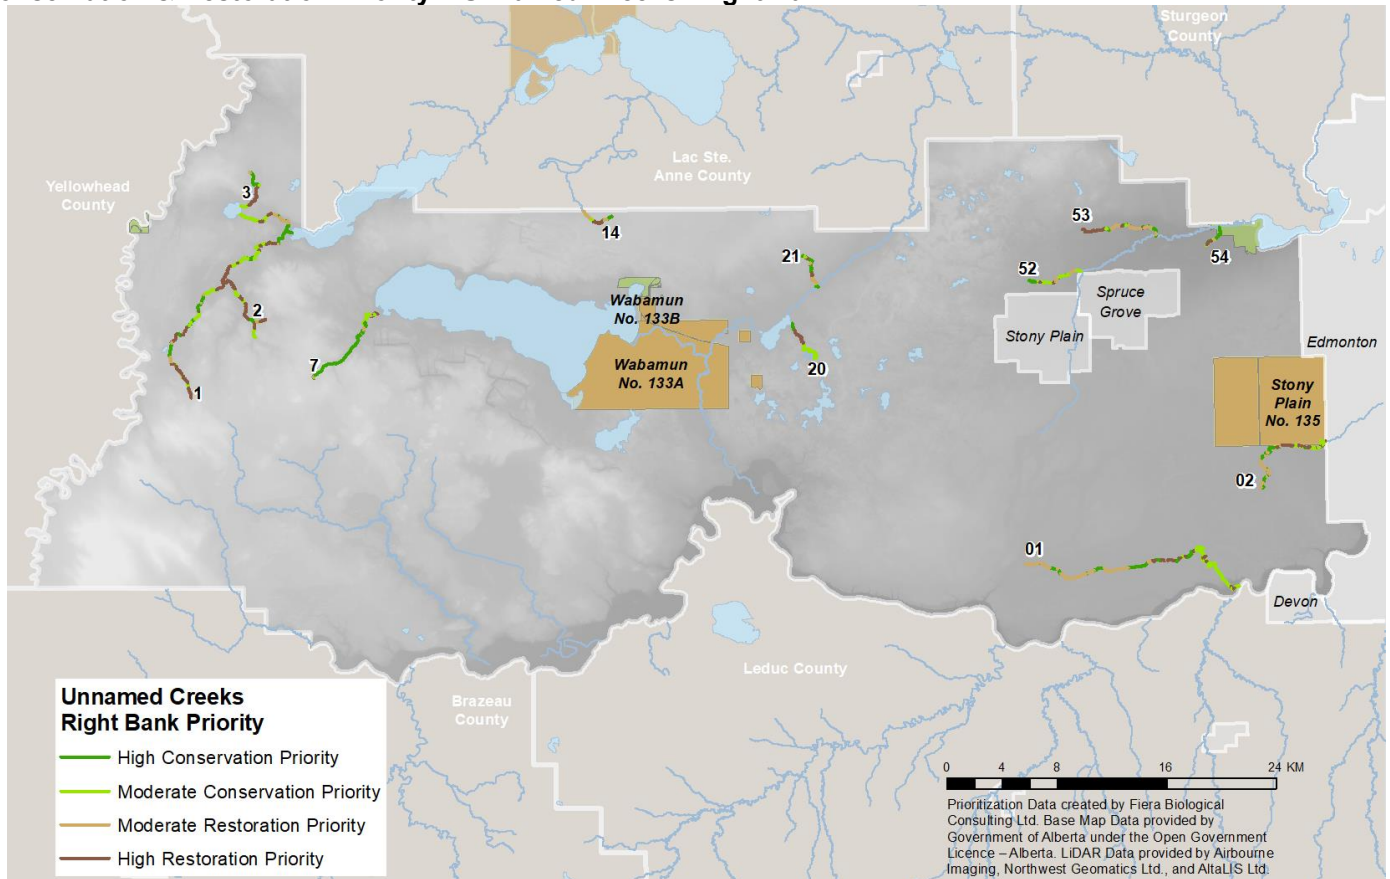 Sturgeon
County
Lac Ste.
Anne County
Yellowhead
County
3
14
53
21
54
52
Spruce
Grove
Wabamun
No. 133B
2
Stony Plain
Edmonton
7
Wabamun
No. 133A
20
1
Stony
Plain
No. 135
02
01
Devon
Leduc County
Brazeau
County
Unnamed Creeks
Right Bank Priority
High Conservation Priority
Moderate Conservation Priority
Moderate Restoration Priority
High Restoration Priority
0 4 8 16 24 KM
Prioritization Data created by Fiera Biological
Consulting Ltd. Base Map Data provided by
Government of Alberta under the Open Government
Licence – Alberta. LiDAR Data provided by Airbourne
Imaging, Northwest Geomatics Ltd., and AltaLIS Ltd.